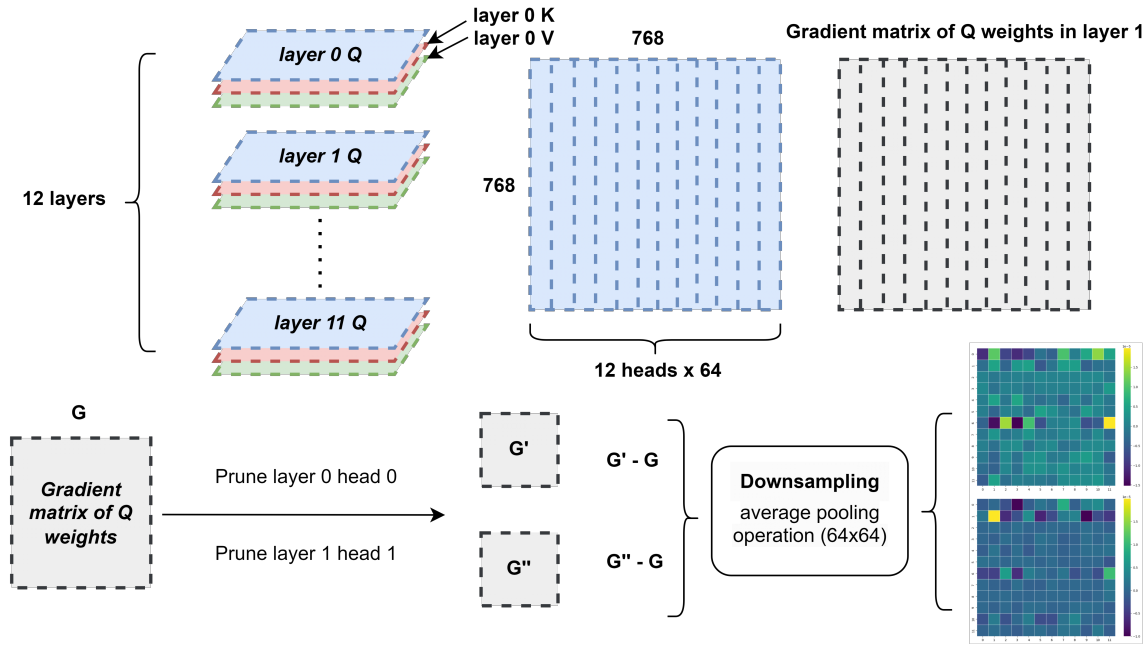 layer 0 K
layer 0 V
layer 0 Q
768
Gradient matrix of Q weights in layer 1
layer 1 Q
12 layers
768
layer 11 Q
12 heads x 64
G
Gradient
matrix of Q
weights
Prune layer 0 head 0
Prune layer 1 head 1
G'
G' - G
G"
G" - G
Downsampling
average pooling
operation (64x64)